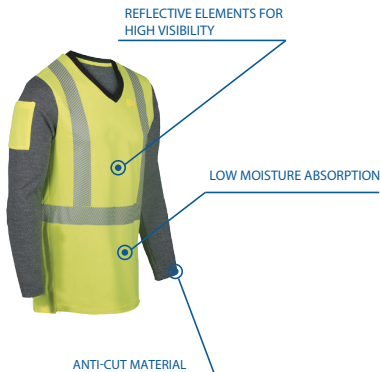 REFLECTIVE ELEMENTS FOR
HIGH VISIBILITY
LOW MOISTURE ABSORPTION
ANTI-CUT MATERIAL